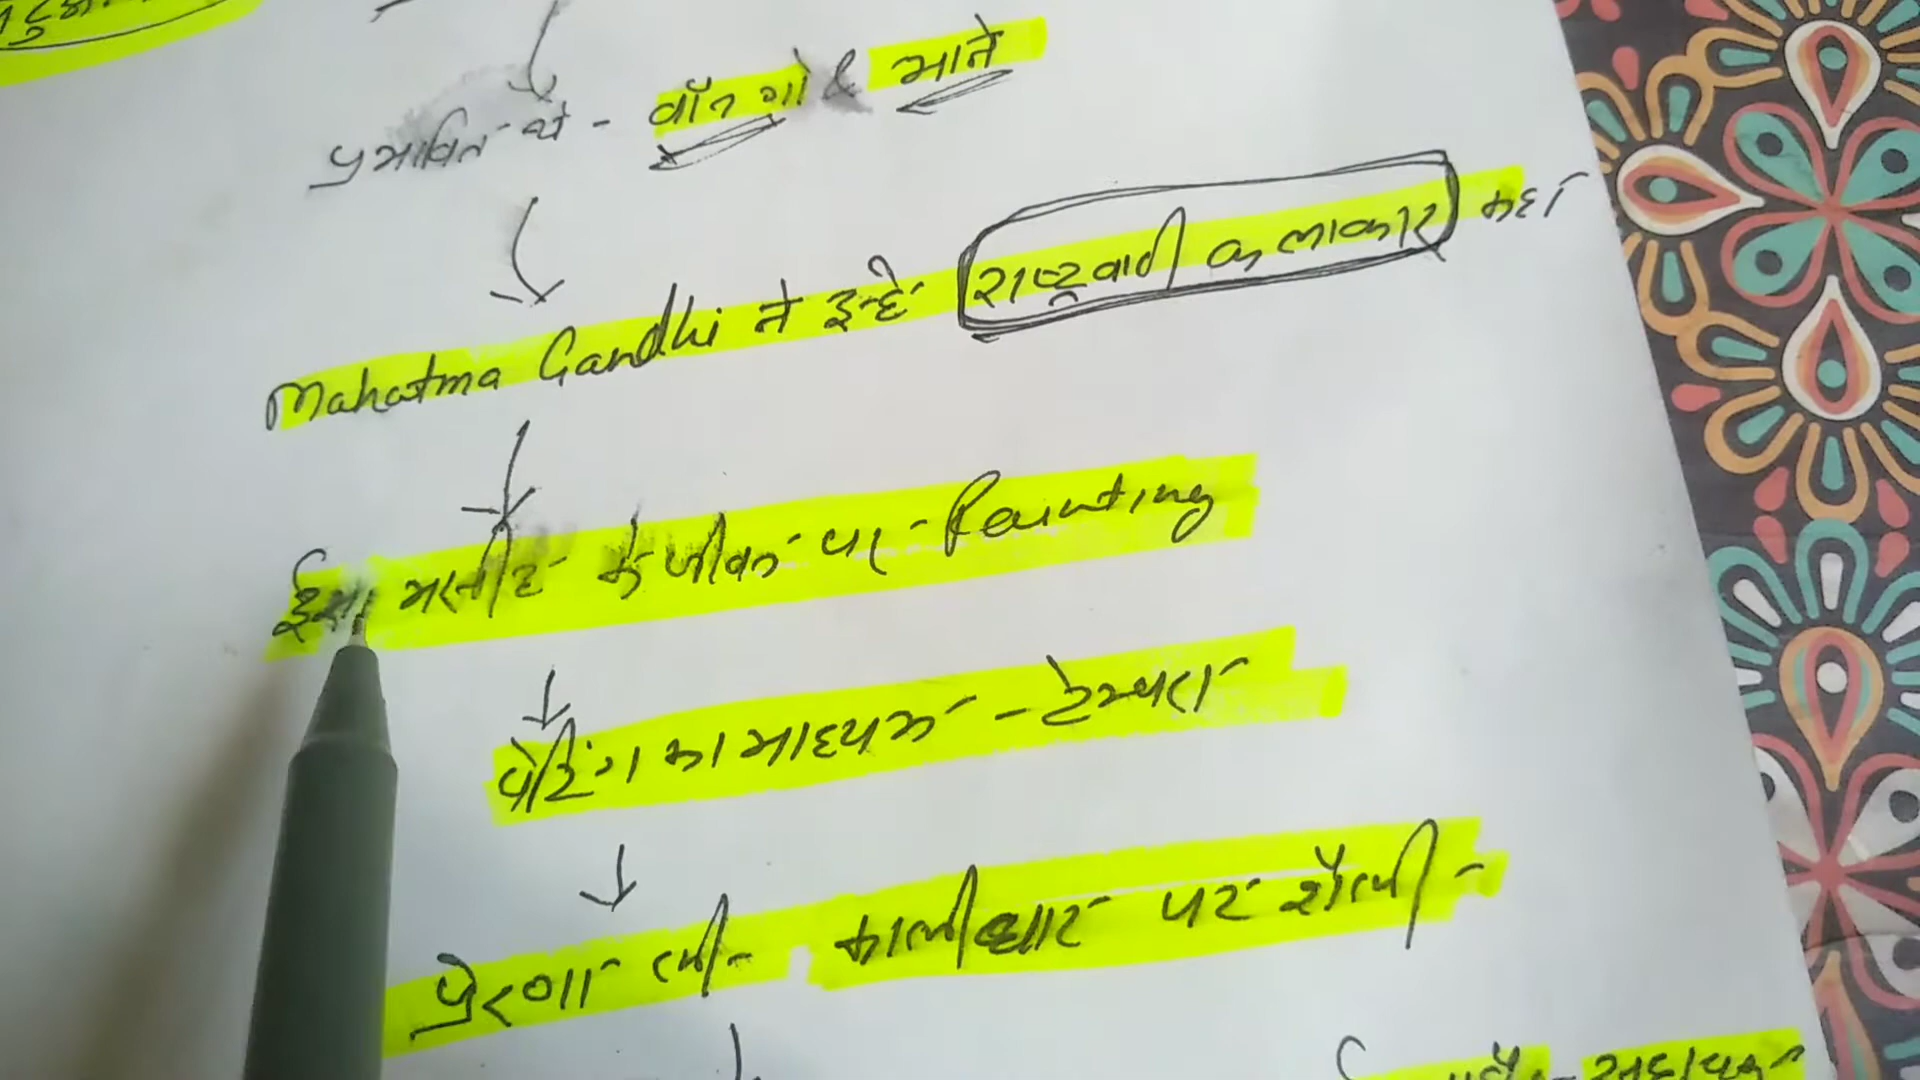 प्रभावित थे - वॉन गो & माने
Mahatma Gandhi ने इन्हे राष्ट्रवादी कलाकार कहा
ईसा मसीह के जीवन पर - Painting
पेंटिंग का माध्यम - टेम्परा
प्रेरणा ली - कालीघाट पट शैली -